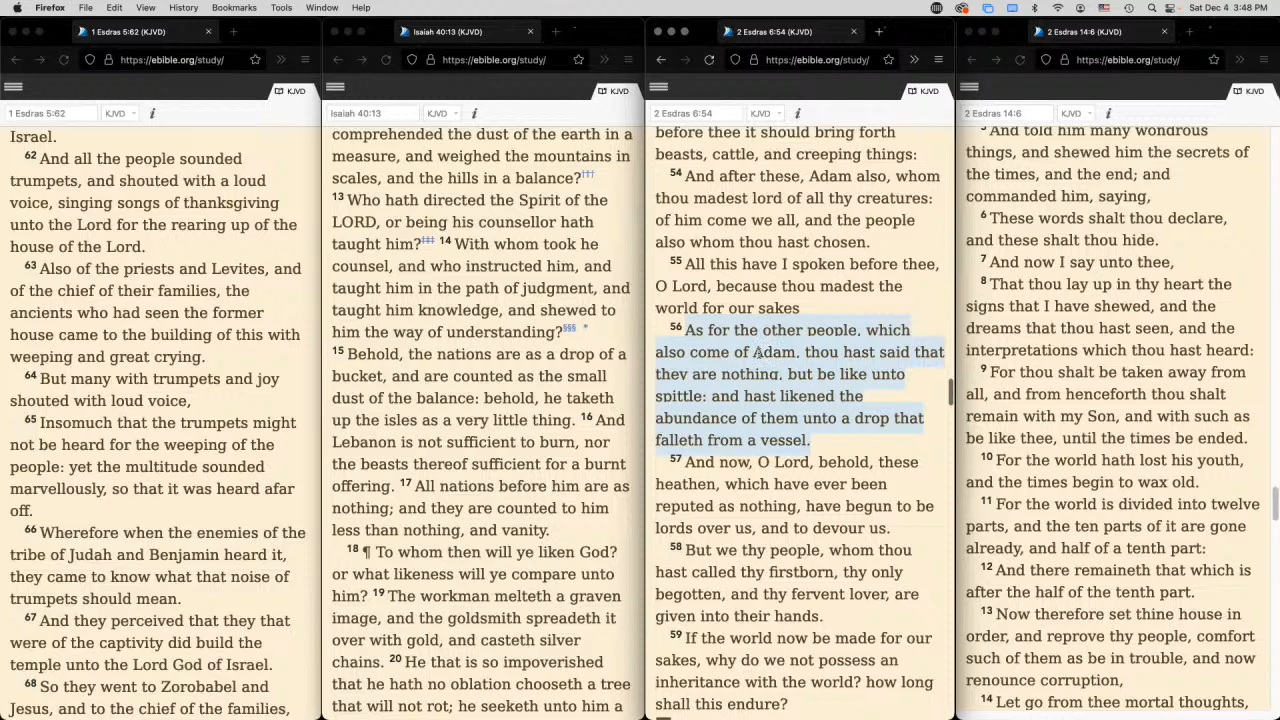 Firefox File Edit View History Bookmarks Tools Window Help Sat Dec 4 3:48 PM
1 Esdras 5:62 (KJVD)
https://ebible.org/study/
KJVD
1 Esdras 5:62 KJVD i
Israel.
62 And all the people sounded
trumpets, and shouted with a loud
voice, singing songs of thanksgiving
unto the Lord for the rearing up of the
house of the Lord.
63 Also of the priests and Levites, and
of the chief of their families, the
ancients who had seen the former
house came to the building of this with
weeping and great crying.
64 But many with trumpets and joy
shouted with loud voice,
65 Insomuch that the trumpets might
not be heard for the weeping of the
people: yet the multitude sounded
marvellously, so that it was heard afar
off.
66 Wherefore when the enemies of the
tribe of Judah and Benjamin heard it,
they came to know what that noise of
trumpets should mean.
67 And they perceived that they that
were of the captivity did build the
temple unto the Lord God of Israel.
68 So they went to Zorobabel and
Jesus, and to the chief of the families,
Isaiah 40:13 (KJVD)
https://ebible.org/study/
KJVD
Isaiah 40:13 KJVD i
comprehended the dust of the earth in a
measure, and weighed the mountains in
scales, and the hills in a balance?†††
13 Who hath directed the Spirit of the
LORD, or being his counsellor hath
taught him?‡‡‡ 14 With whom took he
counsel, and who instructed him, and
taught him in the path of judgment, and
taught him knowledge, and shewed to
him the way of understanding?§§§ *
15 Behold, the nations are as a drop of a
bucket, and are counted as the small
dust of the balance: behold, he taketh
up the isles as a very little thing. 16 And
Lebanon is not sufficient to burn, nor
the beasts thereof sufficient for a burnt
offering. 17 All nations before him are as
nothing; and they are counted to him
less than nothing, and vanity.
18 ¶ To whom then will ye liken God?
or what likeness will ye compare unto
him? 19 The workman melteth a graven
image, and the goldsmith spreadeth it
over with gold, and casteth silver
chains. 20 He that is so impoverished
that he hath no oblation chooseth a tree
that will not rot; he seeketh unto him a
2 Esdras 6:54 (KJVD)
https://ebible.org/study/
KJVD
2 Esdras 6:54 KJVD i
before thee it should bring forth
beasts, cattle, and creeping things:
54 And after these, Adam also, whom
thou madest lord of all thy creatures:
of him come we all, and the people
also whom thou hast chosen.
55 All this have I spoken before thee,
O Lord, because thou madest the
world for our sakes
56 As for the other people, which
also come of Adam, thou hast said that
they are nothing, but be like unto
spittle: and hast likened the
abundance of them unto a drop that
falleth from a vessel.
57 And now, O Lord, behold, these
heathen, which have ever been
reputed as nothing, have begun to be
lords over us, and to devour us.
58 But we thy people, whom thou
hast called thy firstborn, thy only
begotten, and thy fervent lover, are
given into their hands.
59 If the world now be made for our
sakes, why do we not possess an
inheritance with the world? how long
shall this endure?
2 Esdras 14:6 (KJVD)
https://ebible.org/study/
KJVD
2 Esdras 14:6 KJVD i
5 And told him many wondrous
things, and shewed him the secrets of
the times, and the end; and
commanded him, saying,
6 These words shalt thou declare,
and these shalt thou hide.
7 And now I say unto thee,
8 That thou lay up in thy heart the
signs that I have shewed, and the
dreams that thou hast seen, and the
interpretations which thou hast heard:
9 For thou shalt be taken away from
all, and from henceforth thou shalt
remain with my Son, and with such as
be like thee, until the times be ended.
10 For the world hath lost his youth,
and the times begin to wax old.
11 For the world is divided into twelve
parts, and the ten parts of it are gone
already, and half of a tenth part:
12 And there remaineth that which is
after the half of the tenth part.
13 Now therefore set thine house in
order, and reprove thy people, comfort
such of them as be in trouble, and now
renounce corruption,
14 Let go from thee mortal thoughts,